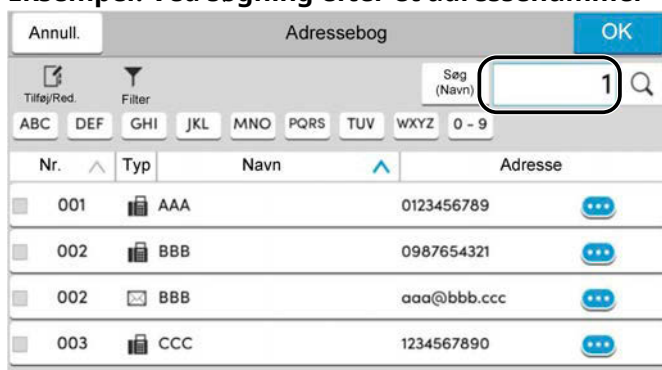 Eksempel: Ved søgning efter et adressenummer
Annull. Adressebog OK
Tilføj/Red. Filter Søg (Navn) 1
ABC DEF GHI JKL MNO PQRS TUV WXYZ 0 - 9
Nr. Typ Navn Adresse
001 AAA 0123456789
002 BBB 0987654321
002 BBB aaa@bbb.ccc
003 CCC 1234567890